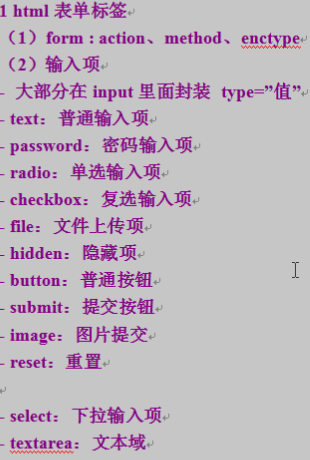 1 html 表单标签
（1）form : action、method、enctype
（2）输入项
- 大部分在 input 里面封装 type=”值”
- text：普通输入项
- password：密码输入项
- radio：单选输入项
- checkbox：复选输入项
- file：文件上传项
- hidden：隐藏项
- button：普通按钮
- submit：提交按钮
- image：图片提交
- reset：重置
- select：下拉输入项
- textarea：文本域